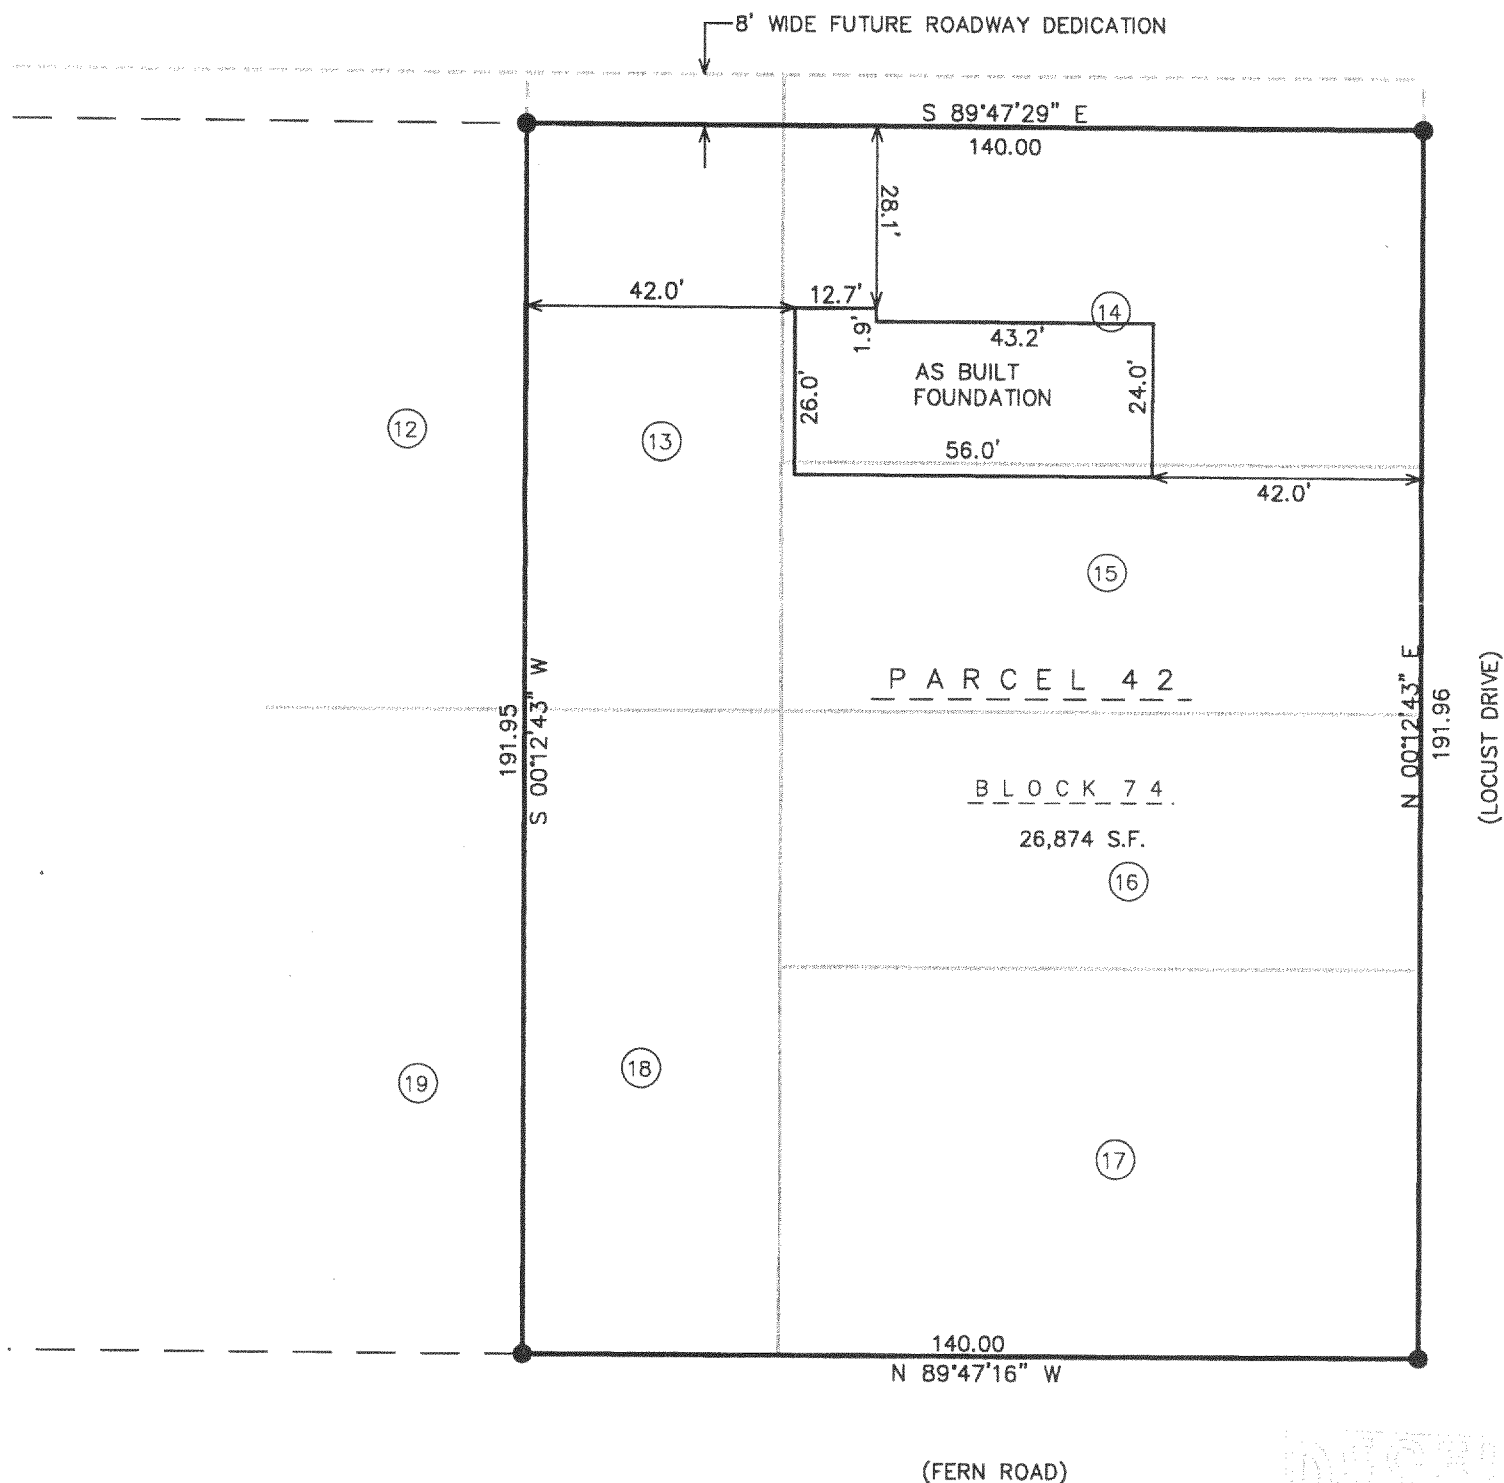 8' WIDE FUTURE ROADWAY DEDICATION
S 89°47'29" E
140.00
28.1'
42.0'
12.7'
14
1.9'
43.2'
AS BUILT
FOUNDATION
26.0'
24.0'
12
13
56.0'
42.0'
15
PARCEL 42
191.95
S 00°12'43" W
N 00°12'43" E
191.96
(LOCUST DRIVE)
BLOCK 74
26,874 S.F.
16
19
18
17
140.00
N 89°47'16" W
(FERN ROAD)